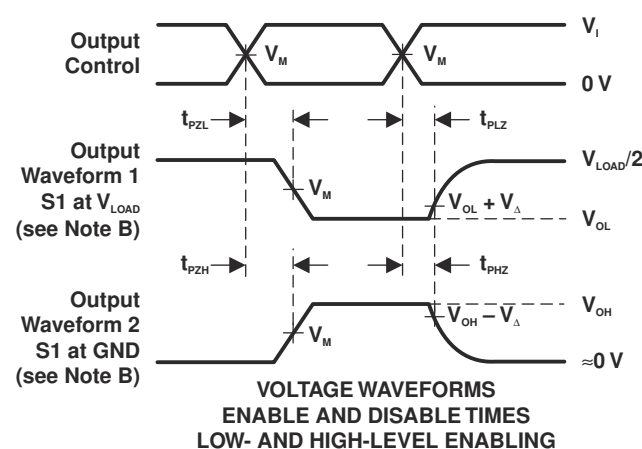 Output
Control
V_I
V_M
V_M
0 V
t_PZL
t_PLZ
Output
Waveform 1
S1 at V_LOAD
(see Note B)
V_LOAD/2
V_M
V_OL + V_Δ
V_OL
t_PZH
t_PHZ
Output
Waveform 2
S1 at GND
(see Note B)
V_OH
V_OH – V_Δ
V_M
≈0 V
VOLTAGE WAVEFORMS
ENABLE AND DISABLE TIMES
LOW- AND HIGH-LEVEL ENABLING